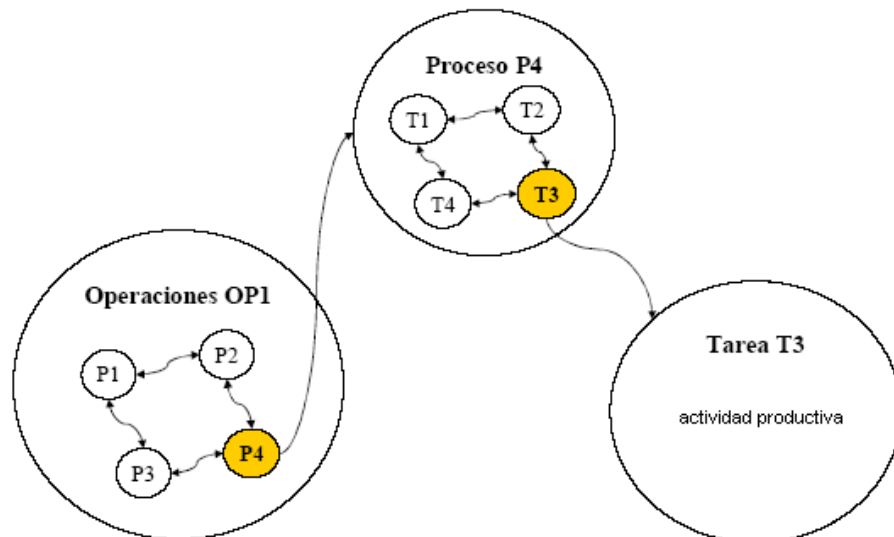 Proceso P4
T1
T2
T4
T3
Operaciones OP1
P1
P2
P3
P4
Tarea T3
actividad productiva